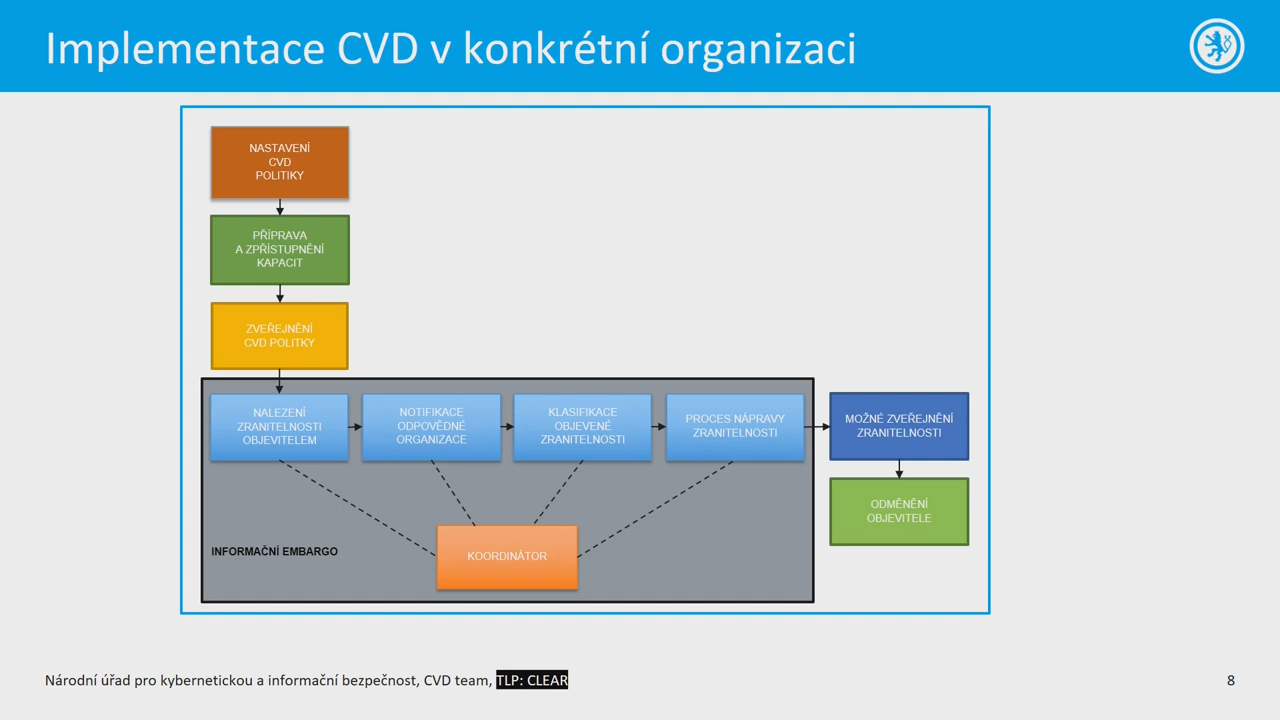 Implementace CVD v konkrétní organizaci
NASTAVENÍ
CVD
POLITIKY
PŘÍPRAVA
A ZPŘÍSTUPNĚNÍ
KAPACIT
ZVEŘEJNĚNÍ
CVD POLITKY
NALEZENÍ
ZRANITELNOSTI
OBJEVITELEM
NOTIFIKACE
ODPOVĚDNÉ
ORGANIZACE
KLASIFIKACE
OBJEVENÉ
ZRANITELNOSTI
PROCES NÁPRAVY
ZRANITELNOSTI
MOŽNÉ ZVEŘEJNĚNÍ
ZRANITELNOSTI
ODMĚNĚNÍ
OBJEVITELE
INFORMAČNÍ EMBARGO
KOORDINÁTOR
Národní úřad pro kybernetickou a informační bezpečnost, CVD team, TLP: CLEAR
8